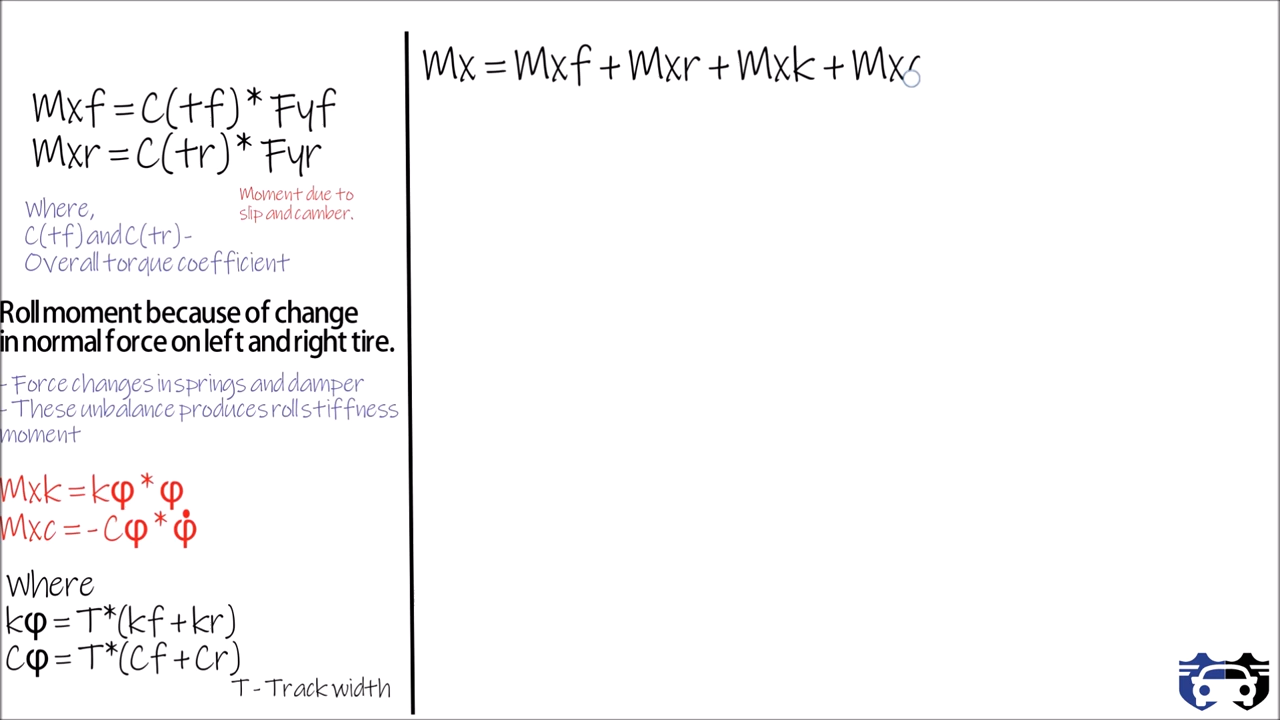 Mxf = C(tf) * Fyf
Mxr = C(tr) * Fyr
Moment due to
slip and camber.
Where,
C(tf) and C(tr) -
Overall torque coefficient
Roll moment because of change
in normal force on left and right tire.
- Force changes in springs and damper
- These unbalance produces roll stiffness
moment
Mxk = kφ * φ
Mxc = - Cφ * φ̇
Where
kφ = T*(kf + kr)
Cφ = T*(Cf + Cr)
T - Track width
Mx = Mxf + Mxr + Mxk + Mx